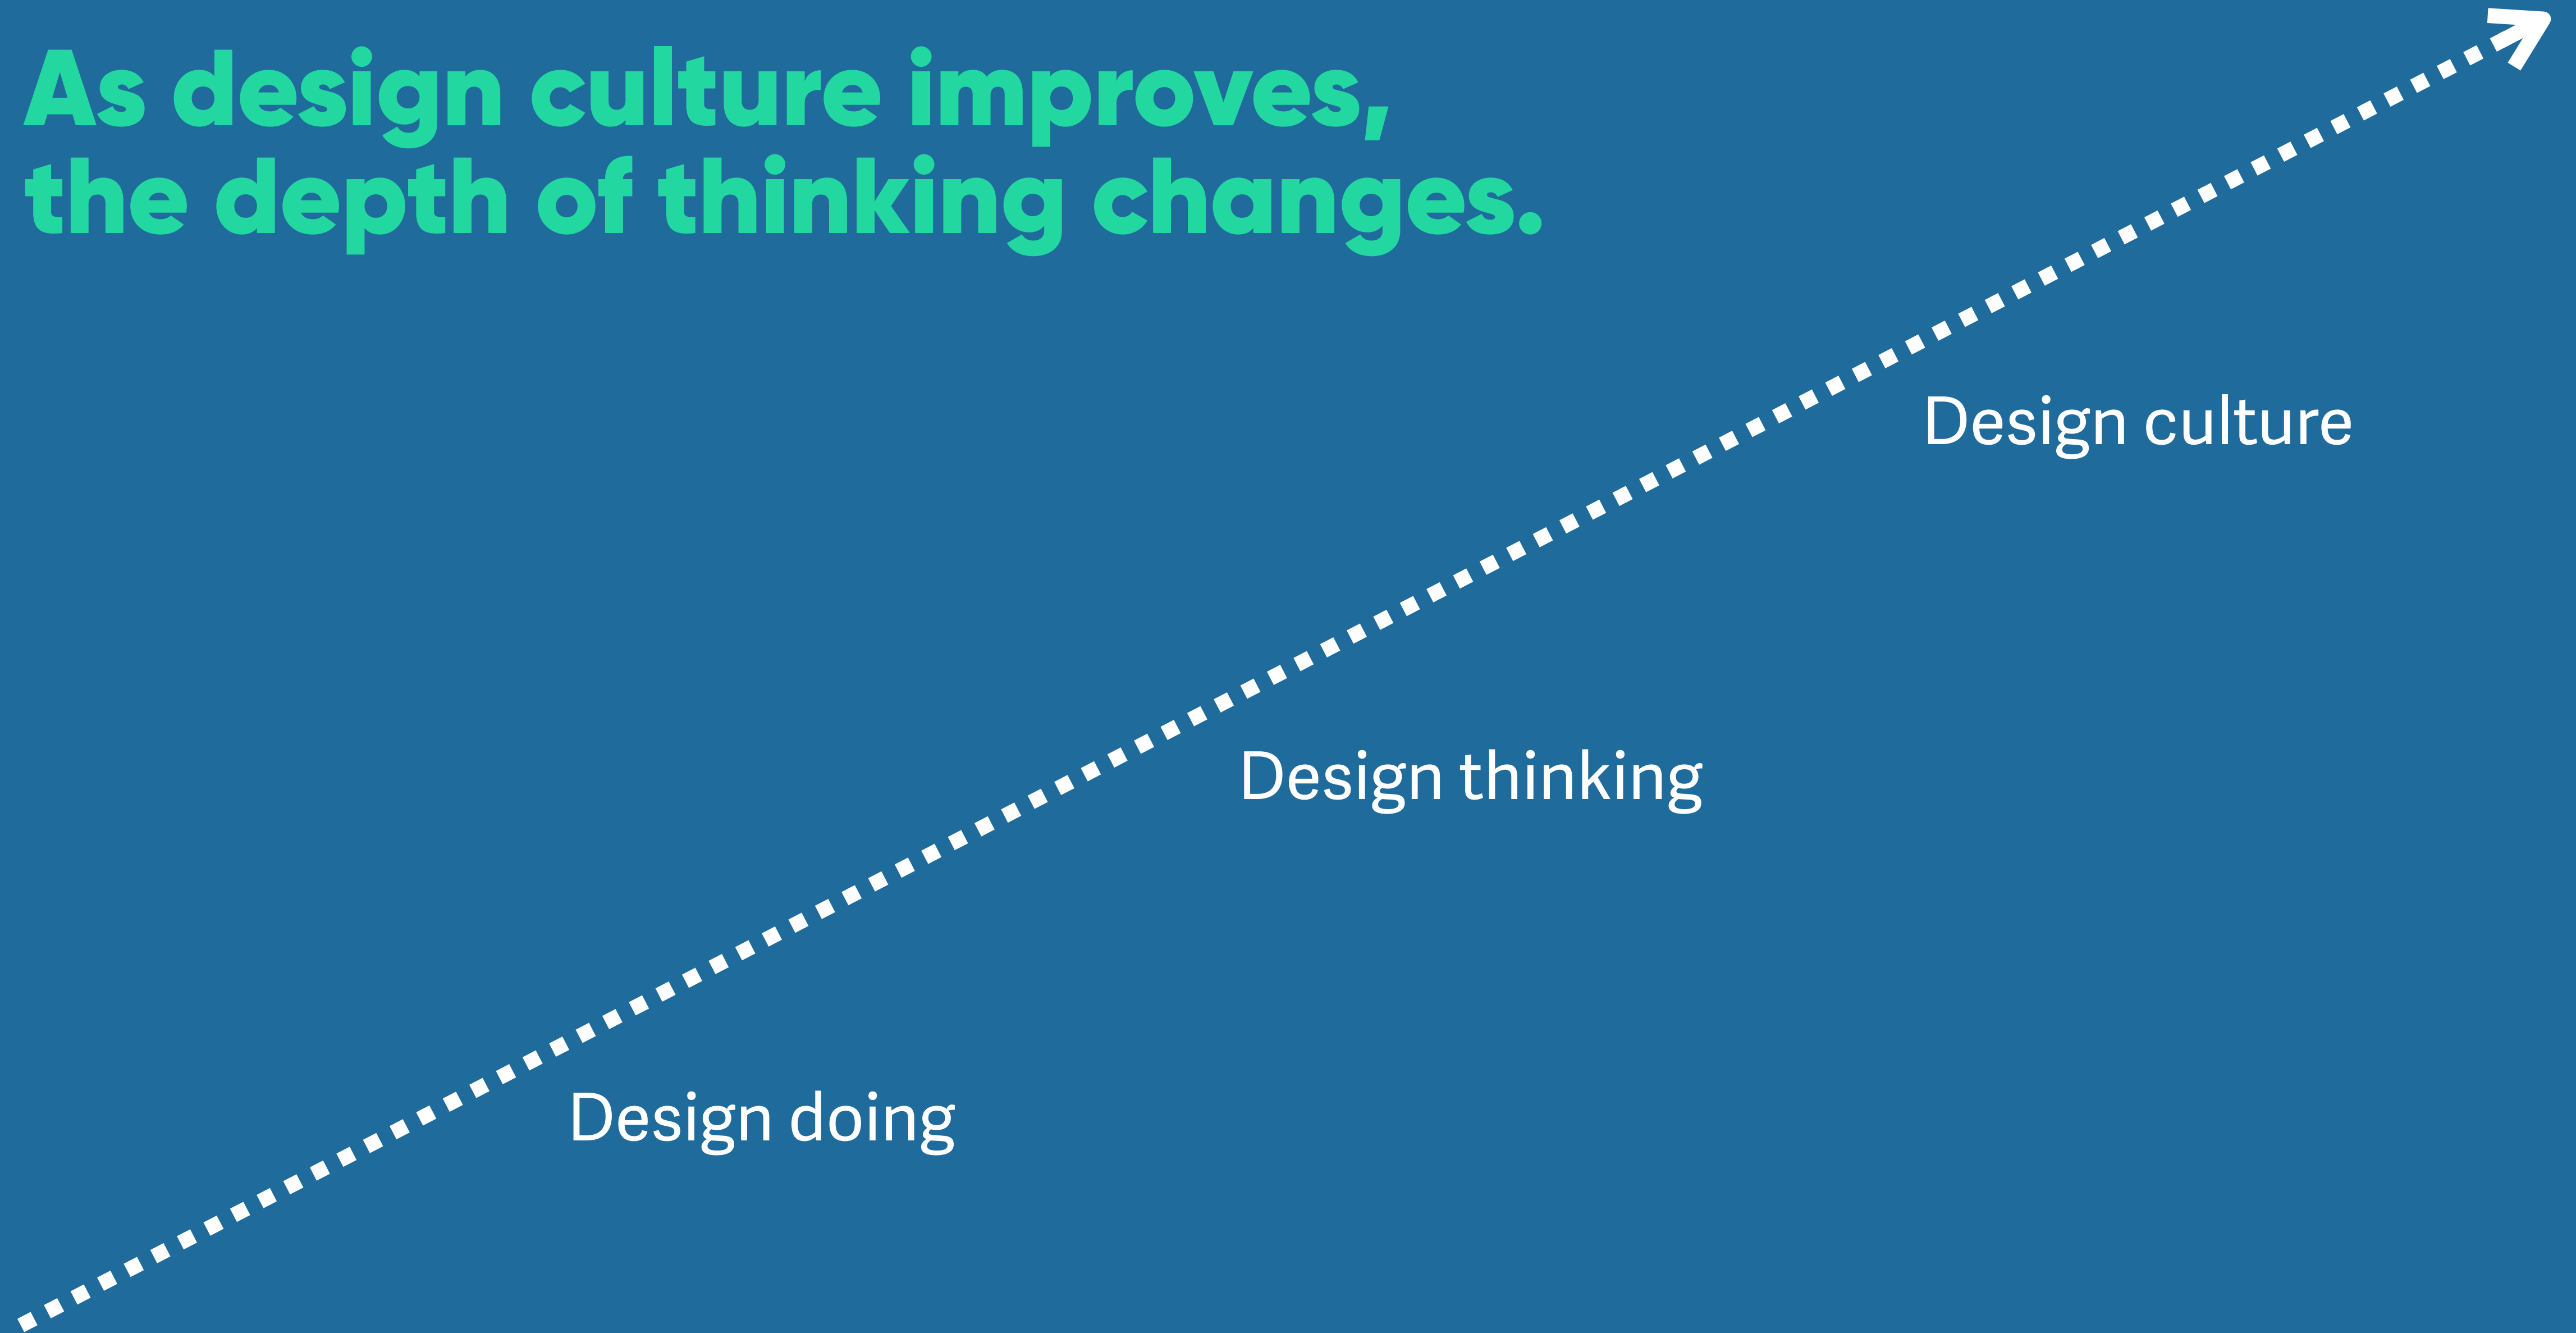 As design culture improves,
the depth of thinking changes.
Design culture
Design thinking
Design doing